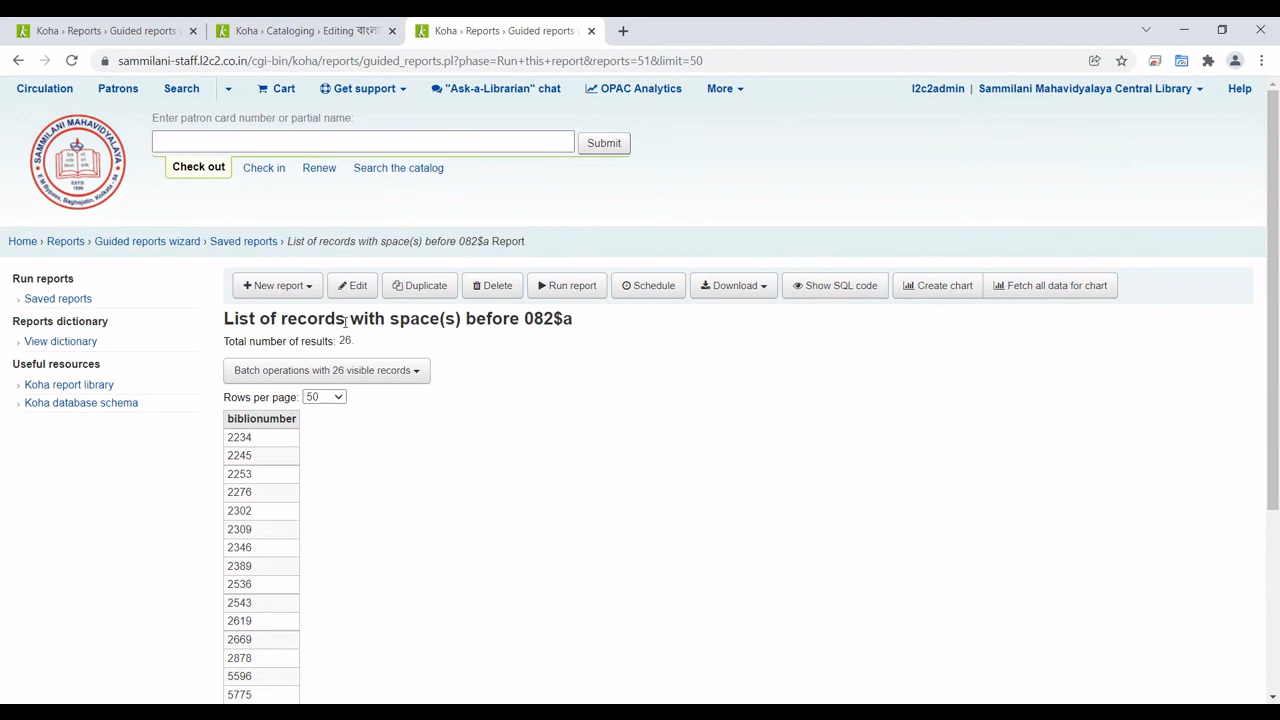 Koha › Reports › Guided reports
Koha › Cataloging › Editing বাংলা
Koha › Reports › Guided reports
sammilani-staff.l2c2.co.in/cgi-bin/koha/reports/guided_reports.pl?phase=Run+this+report&reports=51&limit=50
Circulation Patrons Search Cart Get support "Ask-a-Librarian" chat OPAC Analytics More l2c2admin | Sammilani Mahavidyalaya Central Library Help
SAMMILANI MAHAVIDYALAYA
ESTD.
E M Bypass, Baghajatin, Kolkata - 94
Enter patron card number or partial name:
Submit
Check out Check in Renew Search the catalog
Home › Reports › Guided reports wizard › Saved reports › List of records with space(s) before 082$a Report
Run reports
› Saved reports
Reports dictionary
› View dictionary
Useful resources
› Koha report library
› Koha database schema
New report Edit Duplicate Delete Run report Schedule Download Show SQL code Create chart Fetch all data for chart
List of records with space(s) before 082$a
Total number of results: 26.
Batch operations with 26 visible records
Rows per page: 50
biblionumber
2234
2245
2253
2276
2302
2309
2346
2389
2536
2543
2619
2669
2878
5596
5775